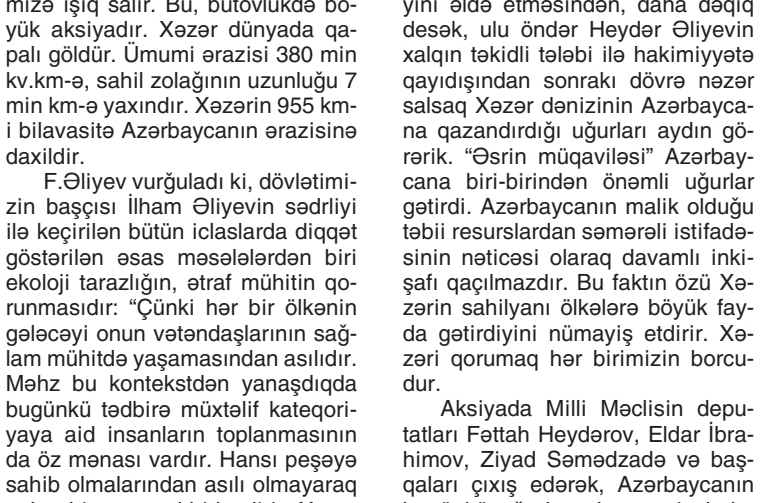 mizə işıq salır. Bu, bütövlükdə bö-
yük aksiyadır. Xəzər dünyada qa-
palı göldür. Ümumi ərazisi 380 min
kv.km-ə, sahil zolağının uzunluğu 7
min km-ə yaxındır. Xəzərin 955 km-
i bilavasitə Azərbaycanın ərazisinə
daxildir.
F.Əliyev vurğuladı ki, dövlətimi-
zin başçısı İlham Əliyevin sədrliyi
ilə keçirilən bütün iclaslarda diqqət
göstərilən əsas məsələlərdən biri
ekoloji tarazlığın, ətraf mühitin qo-
runmasıdır: “Çünki hər bir ölkənin
gələcəyi onun vətəndaşlarının sağ-
lam mühitdə yaşamasından asılıdır.
Məhz bu kontekstdən yanaşdıqda
bugünkü tədbirə müxtəlif kateqori-
yaya aid insanların toplanmasının
da öz mənası vardır. Hansı peşəyə
sahib olmalarından asılı olmayaraq
yini əldə etməsindən, daha dəqiq
desək, ulu öndər Heydər Əliyevin
xalqın təkidli tələbi ilə hakimiyyətə
qayıdışından sonrakı dövrə nəzər
salsaq Xəzər dənizinin Azərbayca-
na qazandırdığı uğurları aydın gö-
rərik. “Əsrin müqaviləsi” Azərbay-
cana biri-birindən önəmli uğurlar
gətirdi. Azərbaycanın malik olduğu
təbii resurslardan səmərəli istifadə-
sinin nəticəsi olaraq davamlı inki-
şafı qaçılmazdır. Bu faktın özü Xə-
zərin sahilyanı ölkələrə böyük fay-
da gətirdiyini nümayiş etdirir. Xə-
zəri qorumaq hər birimizin borcu-
dur.
Aksiyada Milli Məclisin depu-
tatları Fəttah Heydərov, Eldar İbra-
himov, Ziyad Səmədzadə və baş-
qaları çıxış edərək, Azərbaycanın